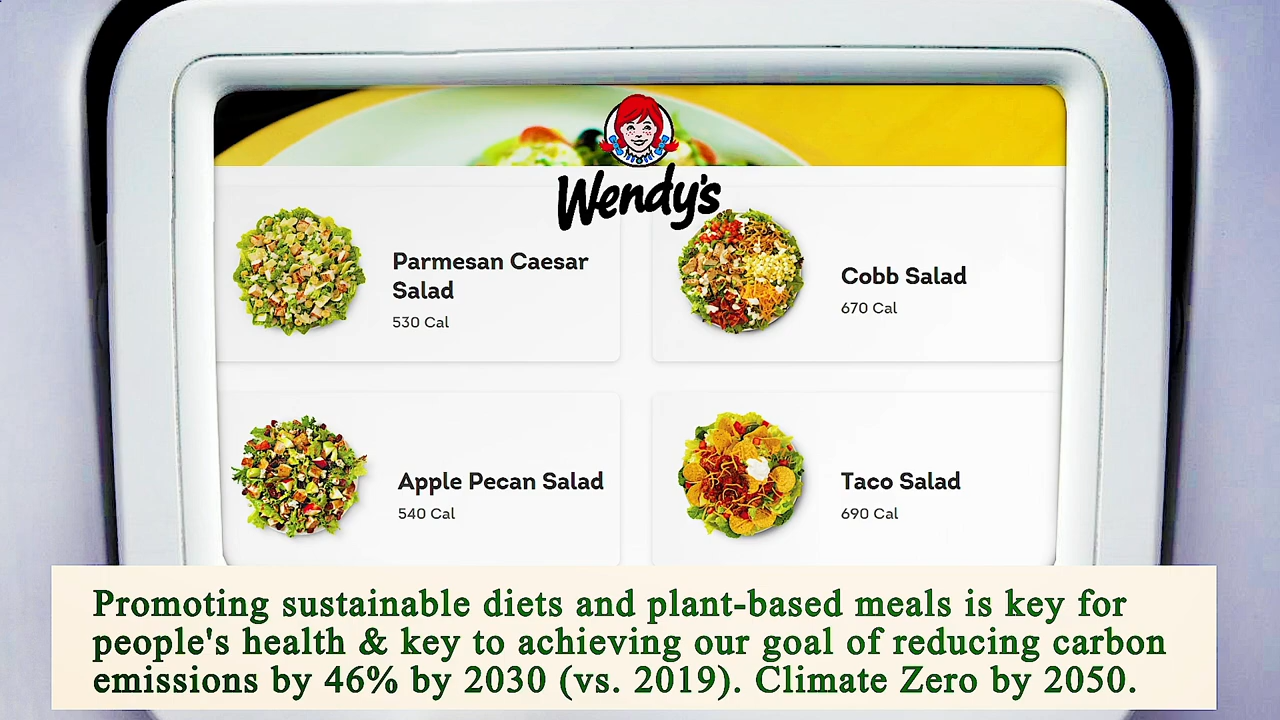 Wendy's
Parmesan Caesar
Salad
530 Cal
Cobb Salad
670 Cal
Apple Pecan Salad
540 Cal
Taco Salad
690 Cal
Promoting sustainable diets and plant-based meals is key for
people's health & key to achieving our goal of reducing carbon
emissions by 46% by 2030 (vs. 2019). Climate Zero by 2050.